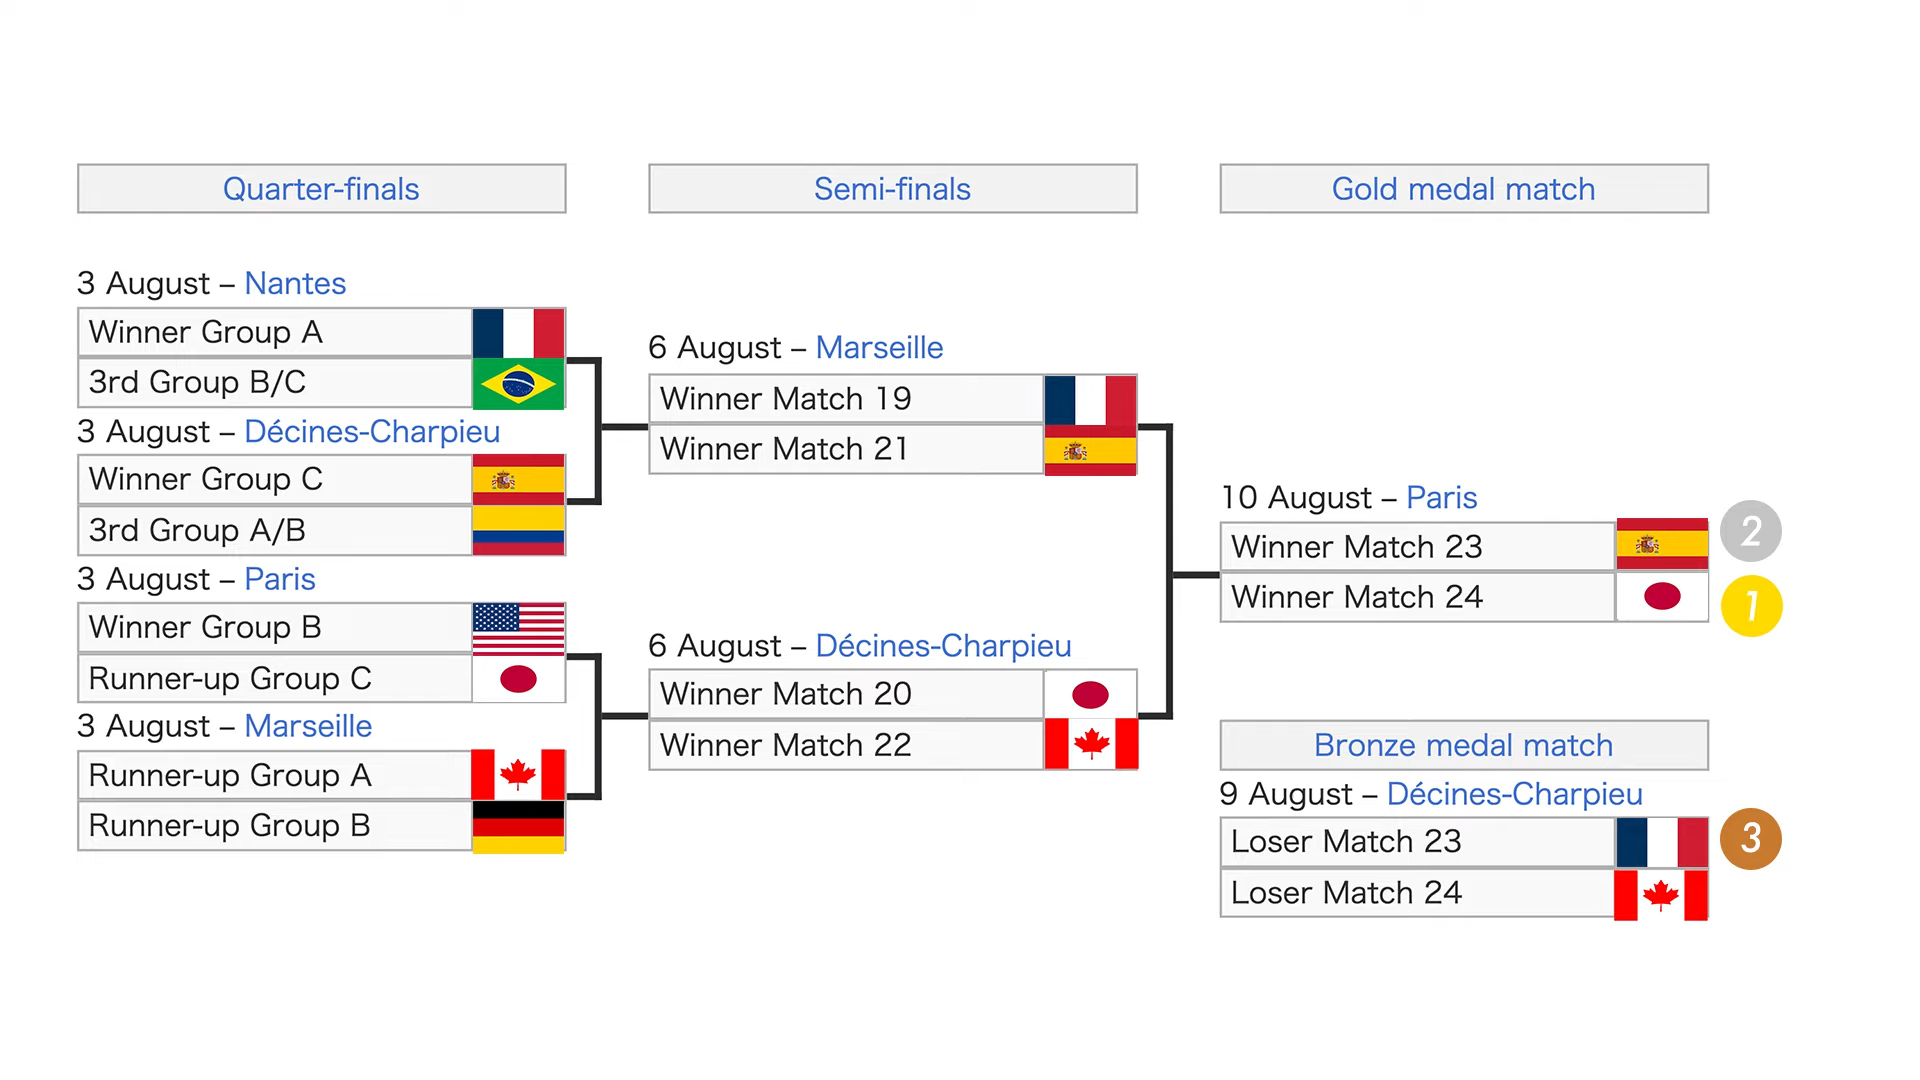 Quarter-finals
Semi-finals
Gold medal match
3 August – Nantes
Winner Group A
3rd Group B/C
3 August – Décines-Charpieu
Winner Group C
3rd Group A/B
3 August – Paris
Winner Group B
Runner-up Group C
3 August – Marseille
Runner-up Group A
Runner-up Group B
6 August – Marseille
Winner Match 19
Winner Match 21
6 August – Décines-Charpieu
Winner Match 20
Winner Match 22
10 August – Paris
Winner Match 23
2
Winner Match 24
1
Bronze medal match
9 August – Décines-Charpieu
Loser Match 23
3
Loser Match 24